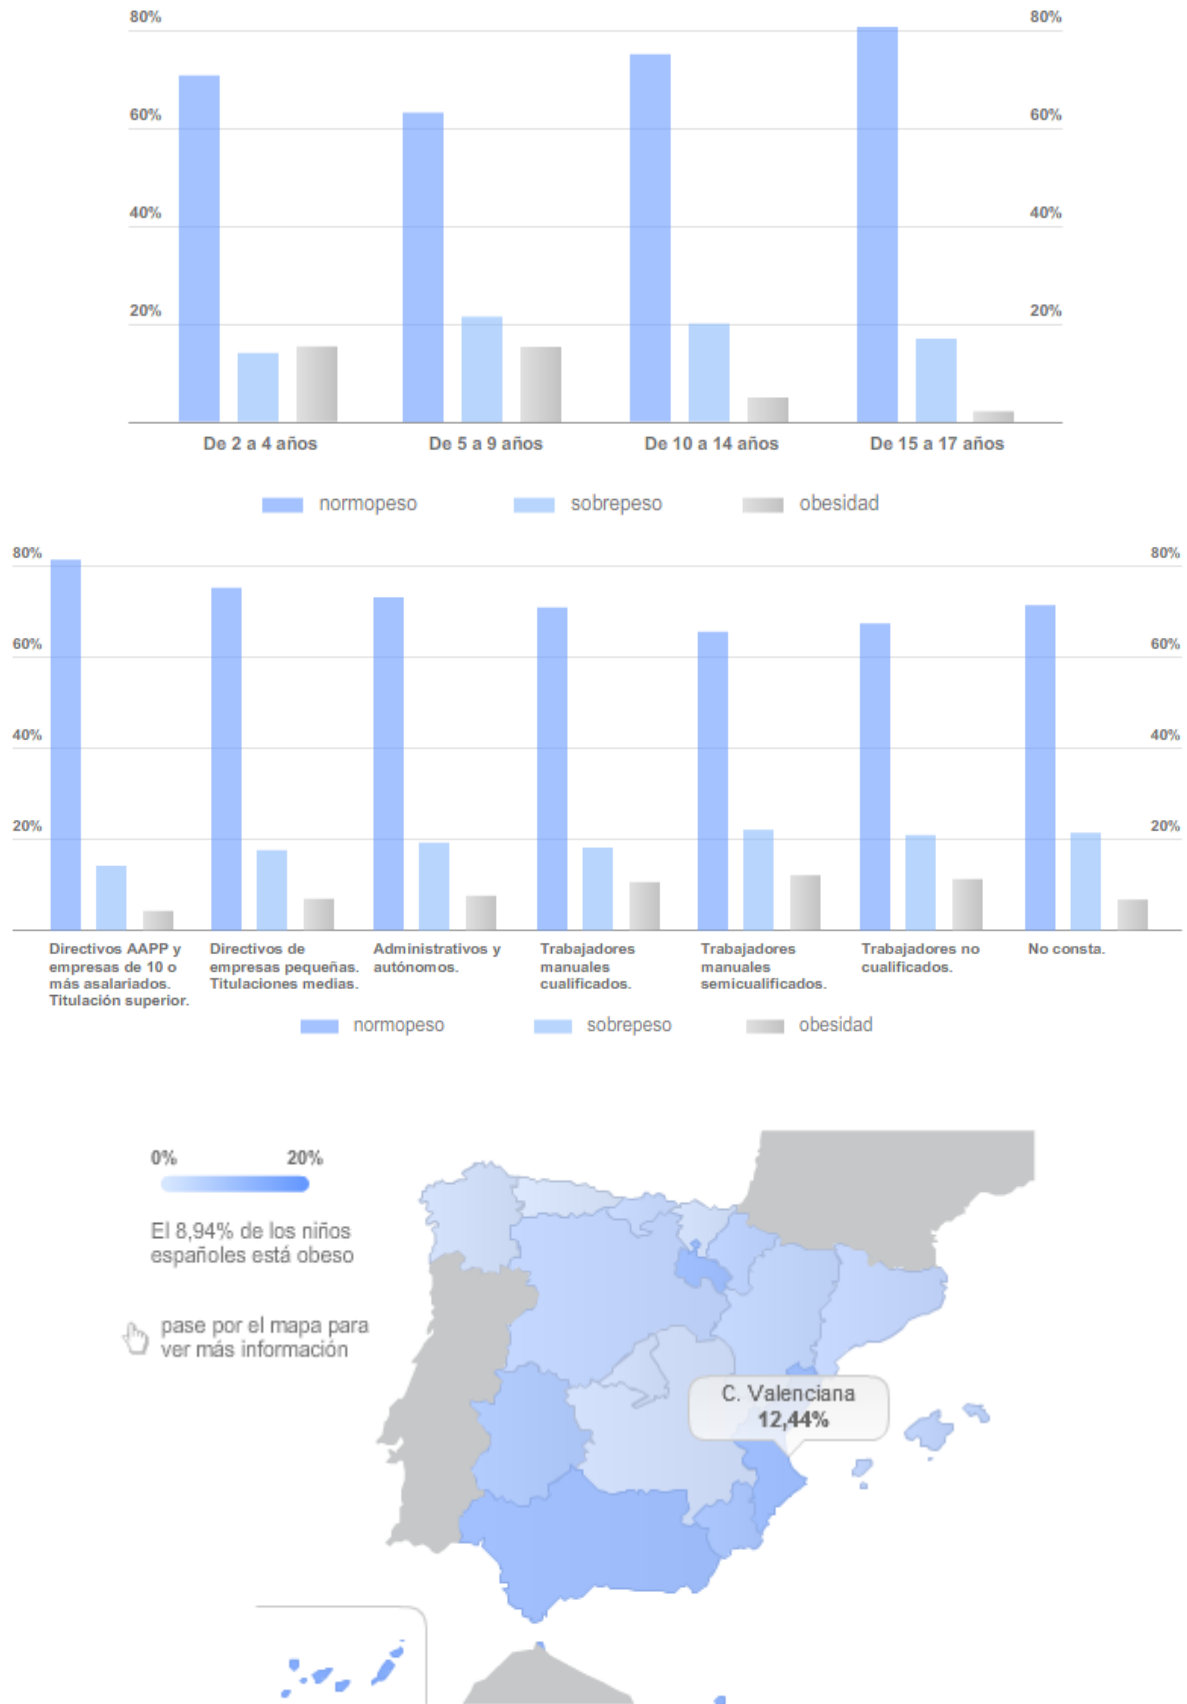 80% 80%
60% 60%
40% 40%
20% 20%
De 2 a 4 años De 5 a 9 años De 10 a 14 años De 15 a 17 años
normopeso sobrepeso obesidad
80% 80%
60% 60%
40% 40%
20% 20%
Directivos AAPP y
empresas de 10 o
más asalariados.
Titulación superior.
Directivos de
empresas pequeñas.
Titulaciones medias.
Administrativos y
autónomos.
Trabajadores
manuales
cualificados.
Trabajadores
manuales
semicualificados.
Trabajadores no
cualificados.
No consta.
normopeso sobrepeso obesidad
0% 20%
El 8,94% de los niños
españoles está obeso
pase por el mapa para
ver más información
C. Valenciana
12,44%